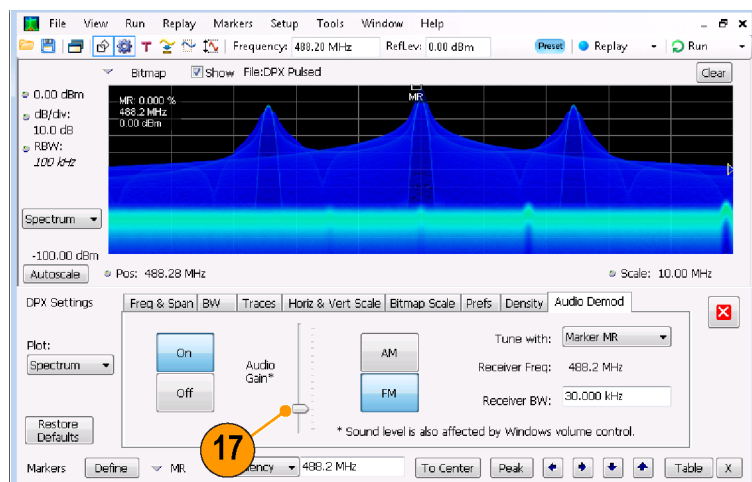 File View Run Replay Markers Setup Tools Window Help
Frequency: 488.20 MHz RefLev: 0.00 dBm Preset Replay Run
Bitmap Show File:DPX Pulsed Clear
0.00 dBm
dB/div:
10.0 dB
RBW:
100 kHz
MR: 0.000 %
488.2 MHz
0.00 dBm
MR
Spectrum
-100.00 dBm
Autoscale Pos: 488.28 MHz Scale: 10.00 MHz
DPX Settings Freq & Span BW Traces Horiz & Vert Scale Bitmap Scale Prefs Density Audio Demod
Plot:
Spectrum
Restore
Defaults
On
Off
Audio
Gain*
AM
FM
Tune with: Marker MR
Receiver Freq: 488.2 MHz
Receiver BW: 30.000 kHz
* Sound level is also affected by Windows volume control.
17
Markers Define MR 488.2 MHz To Center Peak Table X